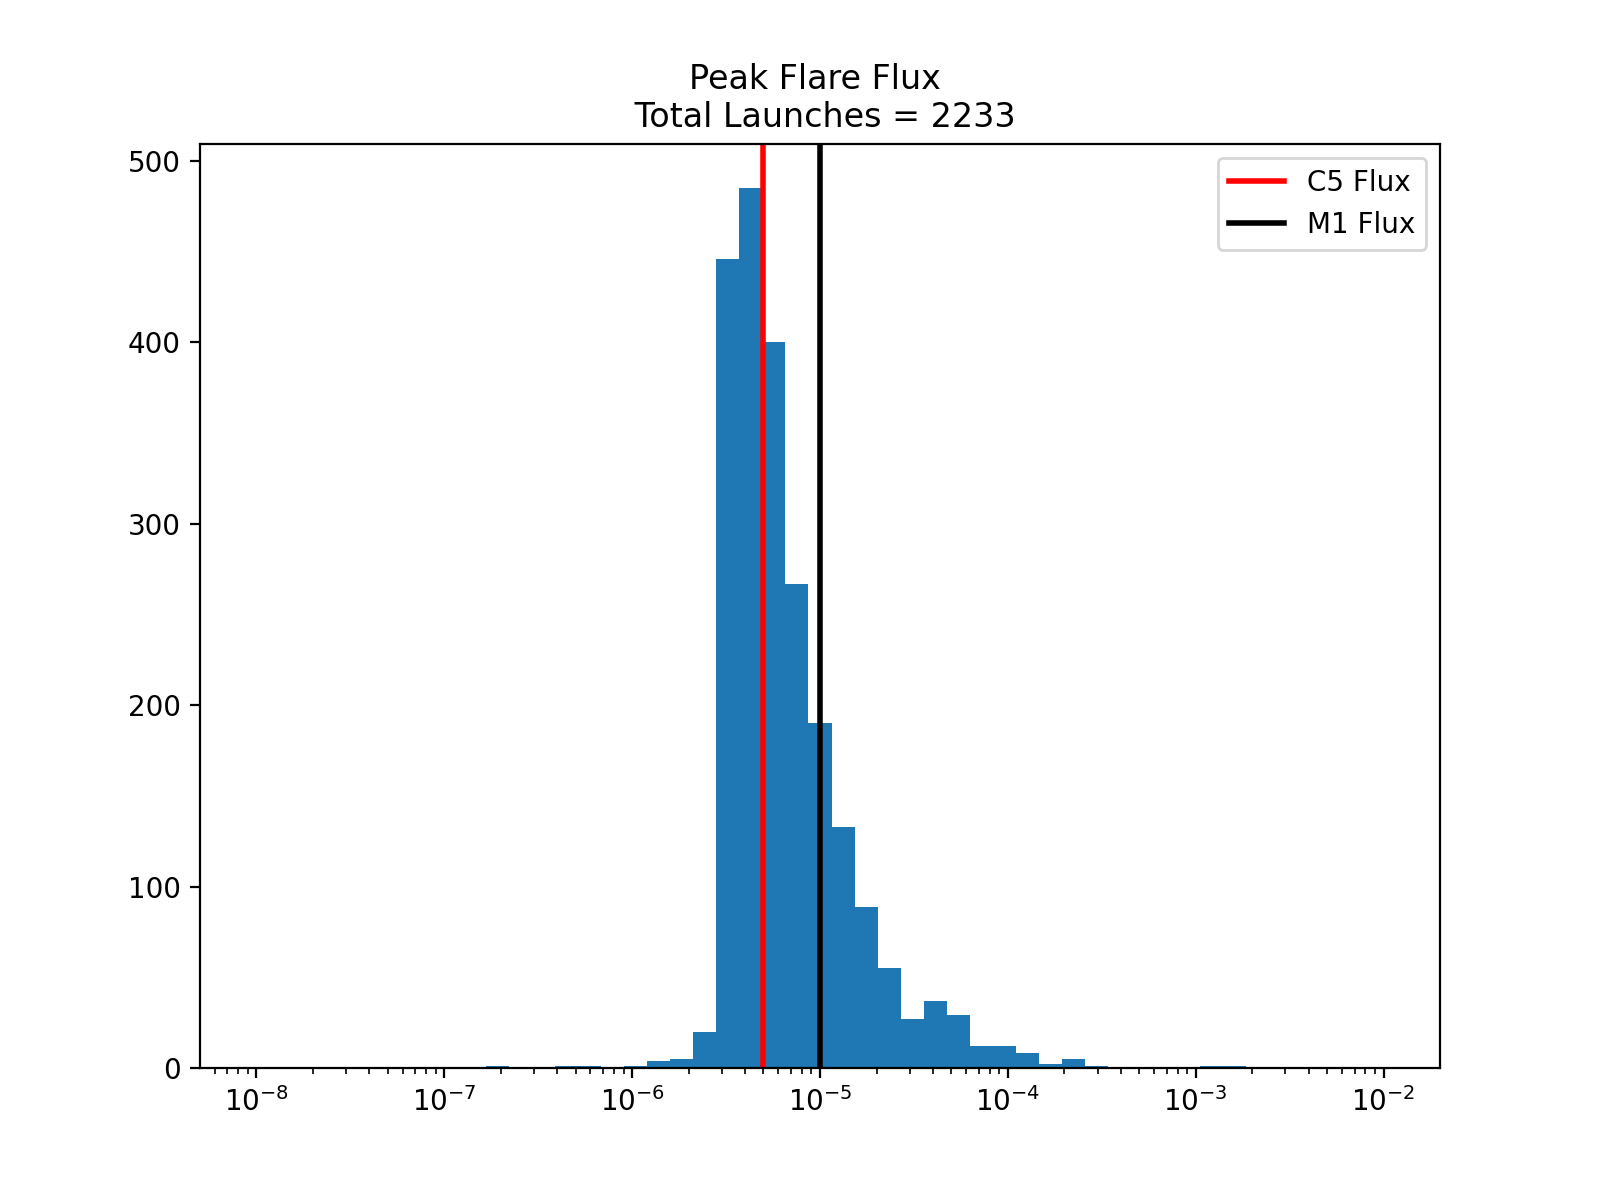 Peak Flare Flux
Total Launches = 2233
C5 Flux
M1 Flux
500
400
300
200
100
0
10⁻⁸ 10⁻⁷ 10⁻⁶ 10⁻⁵ 10⁻⁴ 10⁻³ 10⁻²